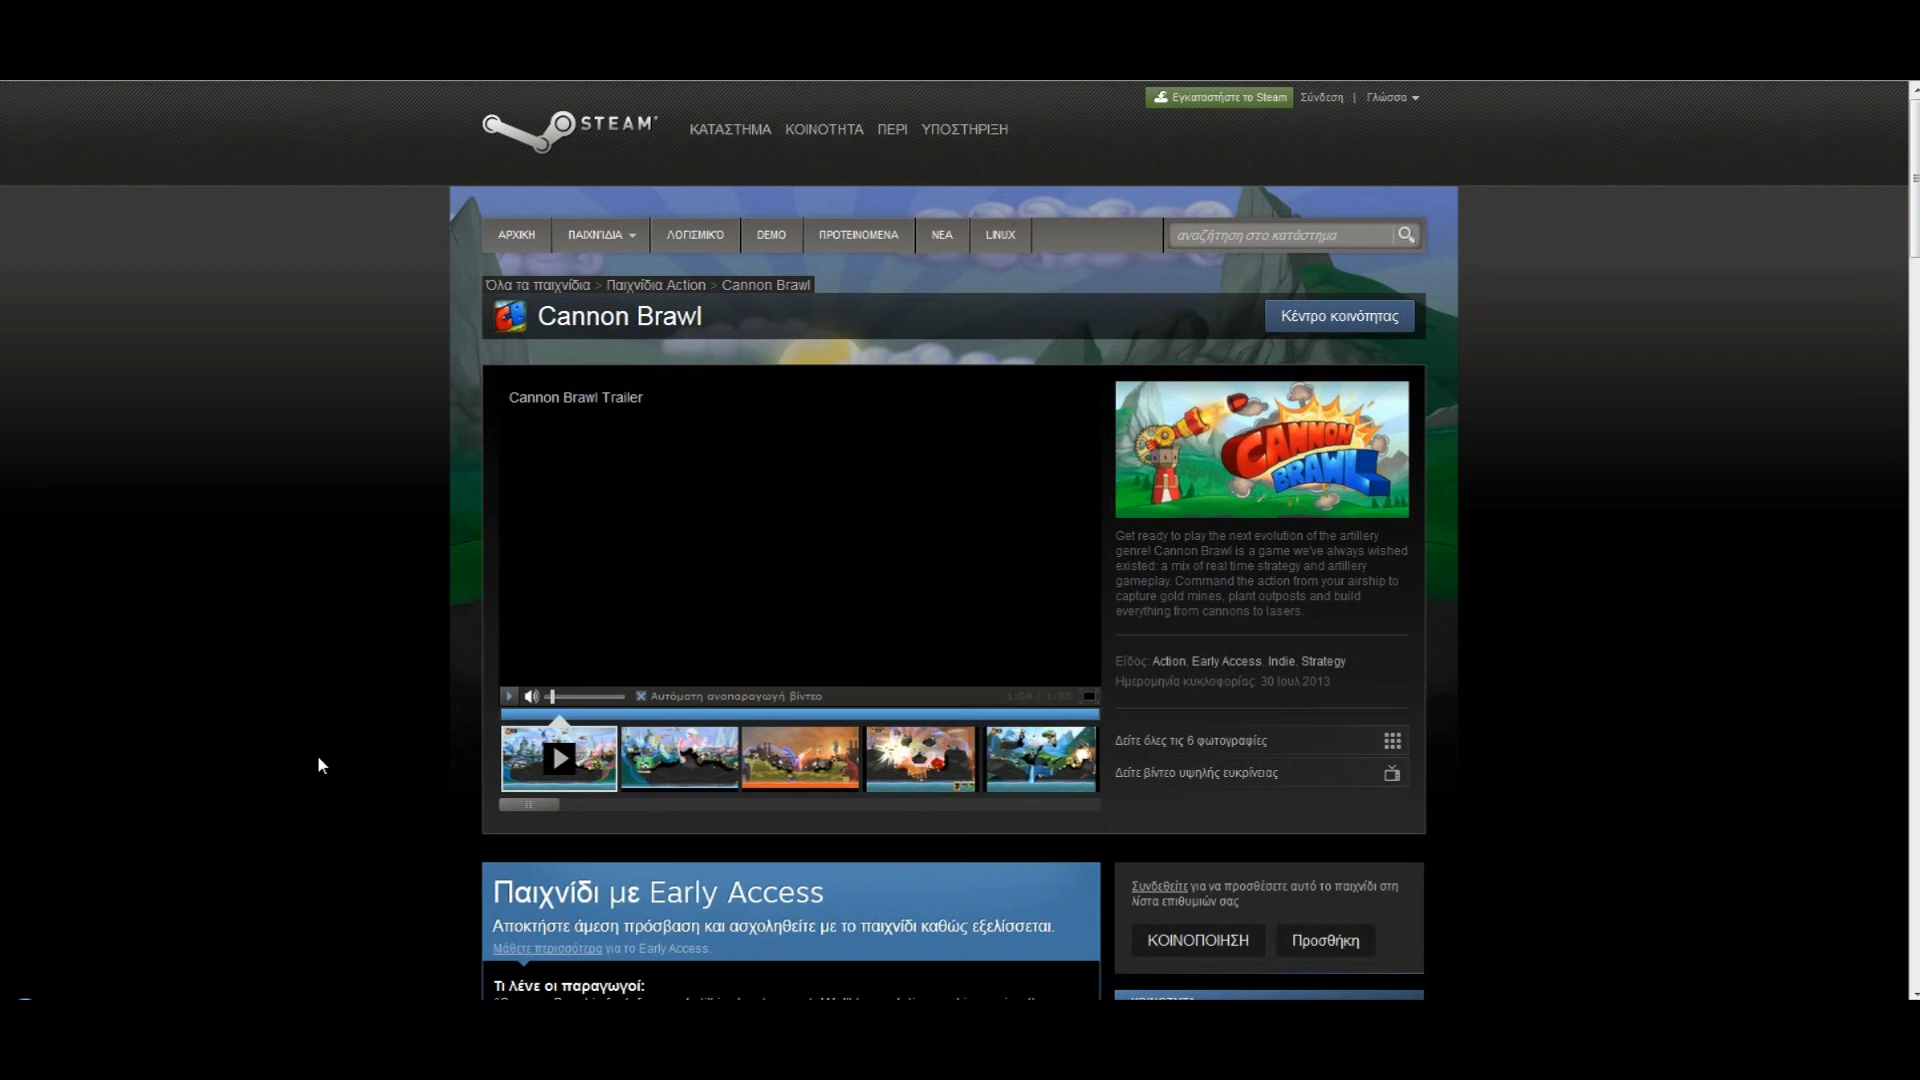 Εγκαταστήστε το Steam Σύνδεση | Γλώσσα
STEAM ΚΑΤΑΣΤΗΜΑ ΚΟΙΝΟΤΗΤΑ ΠΕΡΙ ΥΠΟΣΤΗΡΙΞΗ
ΑΡΧΙΚΗ ΠΑΙΧΝΊΔΙΑ ΛΟΓΙΣΜΙΚΌ DEMO ΠΡΟΤΕΙΝΟΜΕΝΑ ΝΕΑ LINUX αναζήτηση στο κατάστημα
Όλα τα παιχνίδια > Παιχνίδια Action > Cannon Brawl
Cannon Brawl Κέντρο κοινότητας
Cannon Brawl Trailer
CANNON
BRAWL
Get ready to play the next evolution of the artillery
genre! Cannon Brawl is a game we've always wished
existed: a mix of real time strategy and artillery
gameplay. Command the action from your airship to
capture gold mines, plant outposts and build
everything from cannons to lasers.
Είδος: Action, Early Access, Indie, Strategy
Ημερομηνία κυκλοφορίας: 30 Ιουλ 2013
Αυτόματη αναπαραγωγή βίντεο 1:04 / 1:05
Δείτε όλες τις 6 φωτογραφίες
Δείτε βίντεο υψηλής ευκρίνειας
Παιχνίδι με Early Access
Αποκτήστε άμεση πρόσβαση και ασχοληθείτε με το παιχνίδι καθώς εξελίσσεται.
Μάθετε περισσότερα για το Early Access.
Τι λένε οι παραγωγοί:
Συνδεθείτε για να προσθέσετε αυτό το παιχνίδι στη
λίστα επιθυμιών σας
ΚΟΙΝΟΠΟΙΗΣΗ Προσθήκη